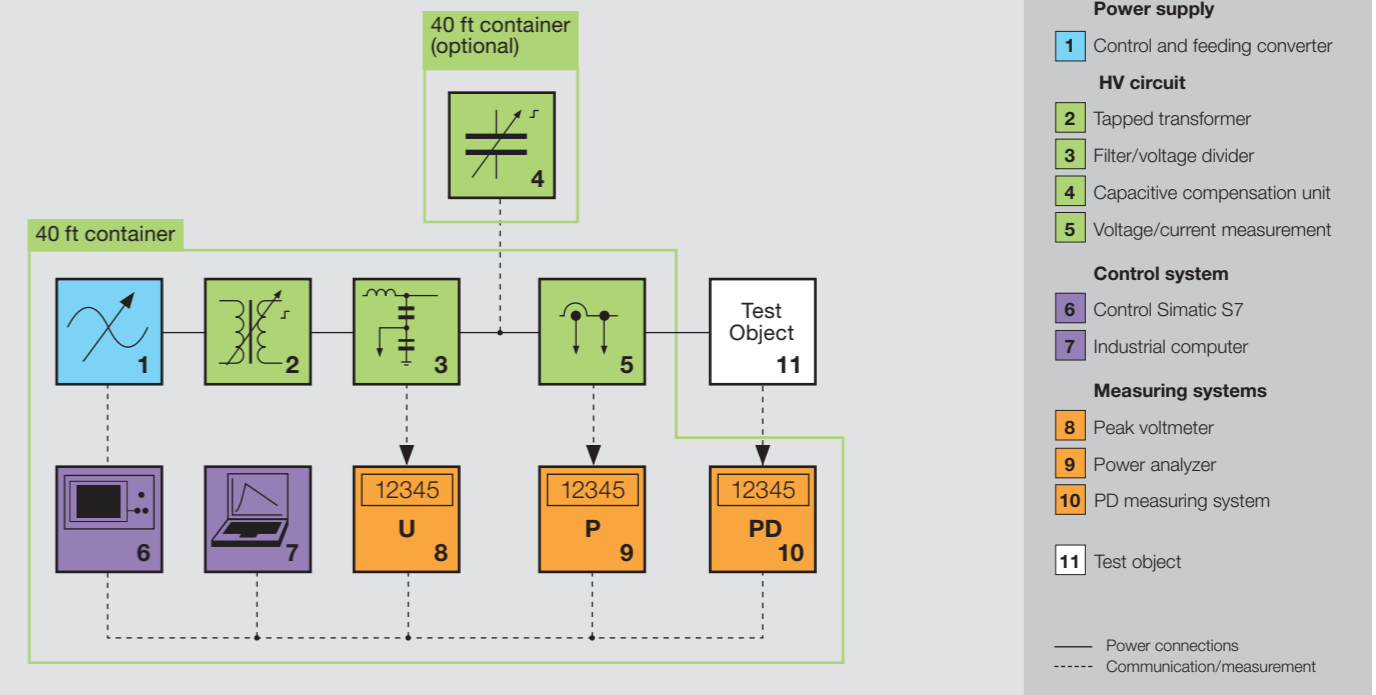 40 ft container
(optional)
4
40 ft container
1
2
3
5
Test
Object
11
6
7
12345
U
8
12345
P
9
12345
PD
10
Power supply
1 Control and feeding converter
HV circuit
2 Tapped transformer
3 Filter/voltage divider
4 Capacitive compensation unit
5 Voltage/current measurement
Control system
6 Control Simatic S7
7 Industrial computer
Measuring systems
8 Peak voltmeter
9 Power analyzer
10 PD measuring system
11 Test object
Power connections
Communication/measurement